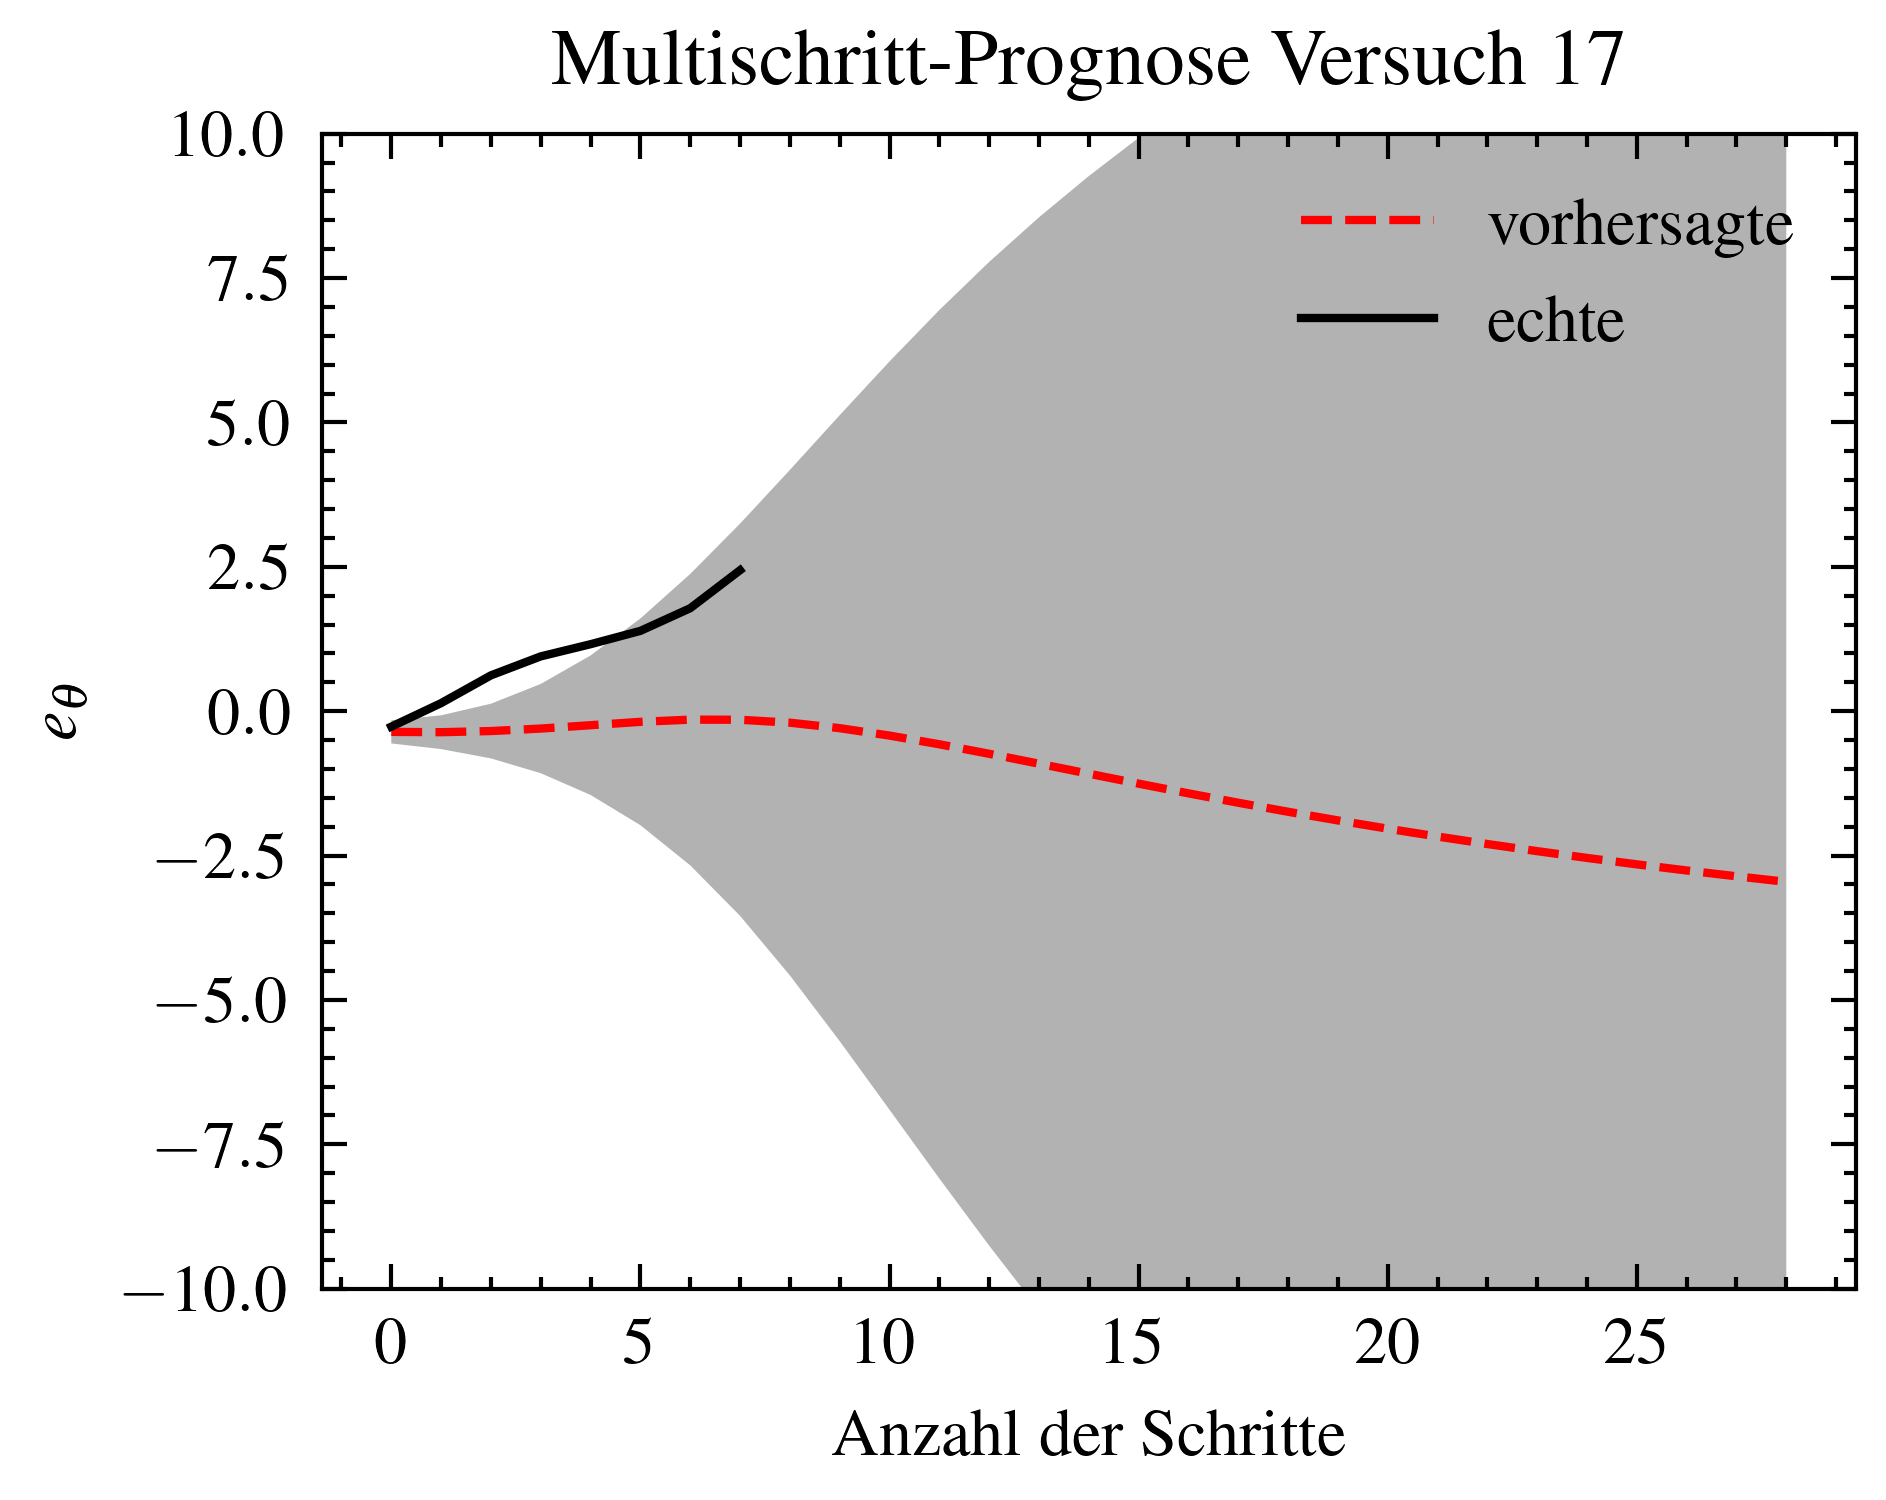 Multischritt-Prognose Versuch 17
10.0
7.5
5.0
2.5
0.0
−2.5
−5.0
−7.5
−10.0
e_θ
vorhersagte
echte
0 5 10 15 20 25
Anzahl der Schritte